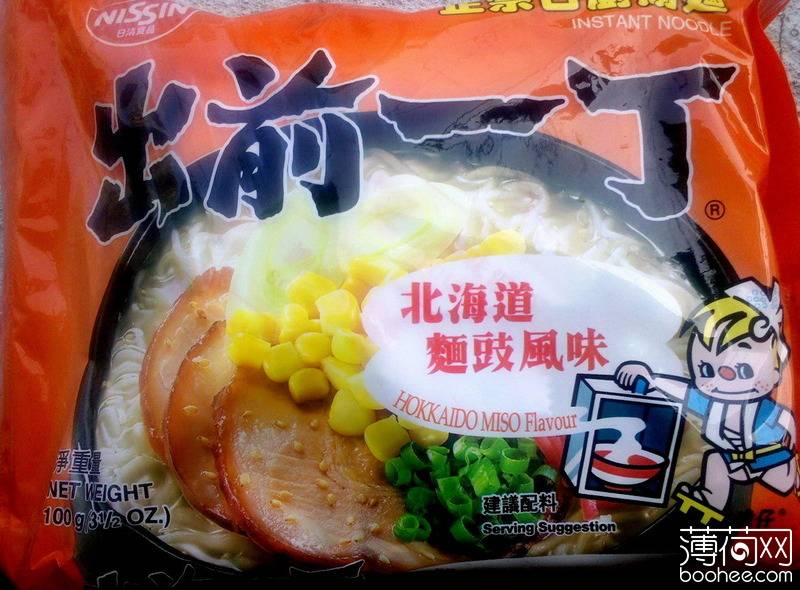 NISSIN
日清食品
INSTANT NOODLE
出前一丁
®
北海道
麵豉風味
HOKKAIDO MISO Flavour
淨重量
NET WEIGHT
100g (3 1/2 OZ.)
建議配料
Serving Suggestion
仔®
薄荷网
boohee.com